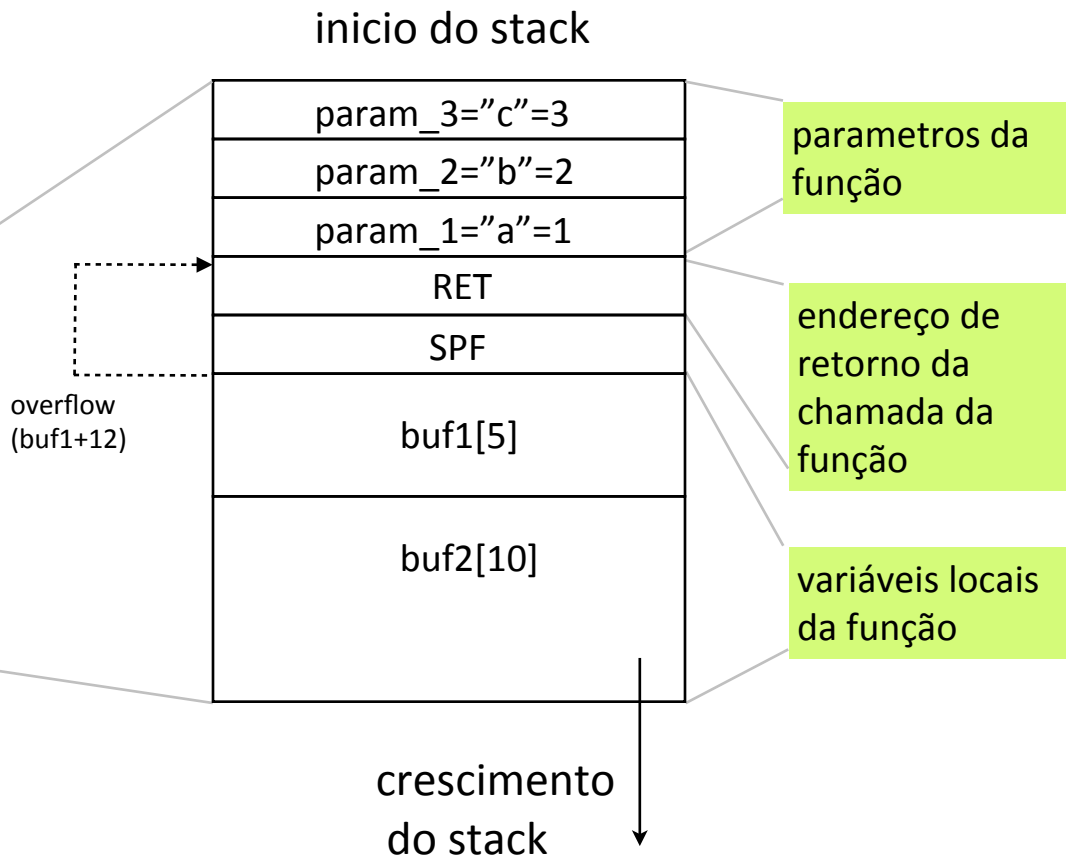 inicio do stack
param_3=”c”=3
param_2=”b”=2
param_1=”a”=1
RET
SPF
buf1[5]
buf2[10]
overflow
(buf1+12)
parametros da
função
endereço de
retorno da
chamada da
função
variáveis locais
da função
crescimento
do stack